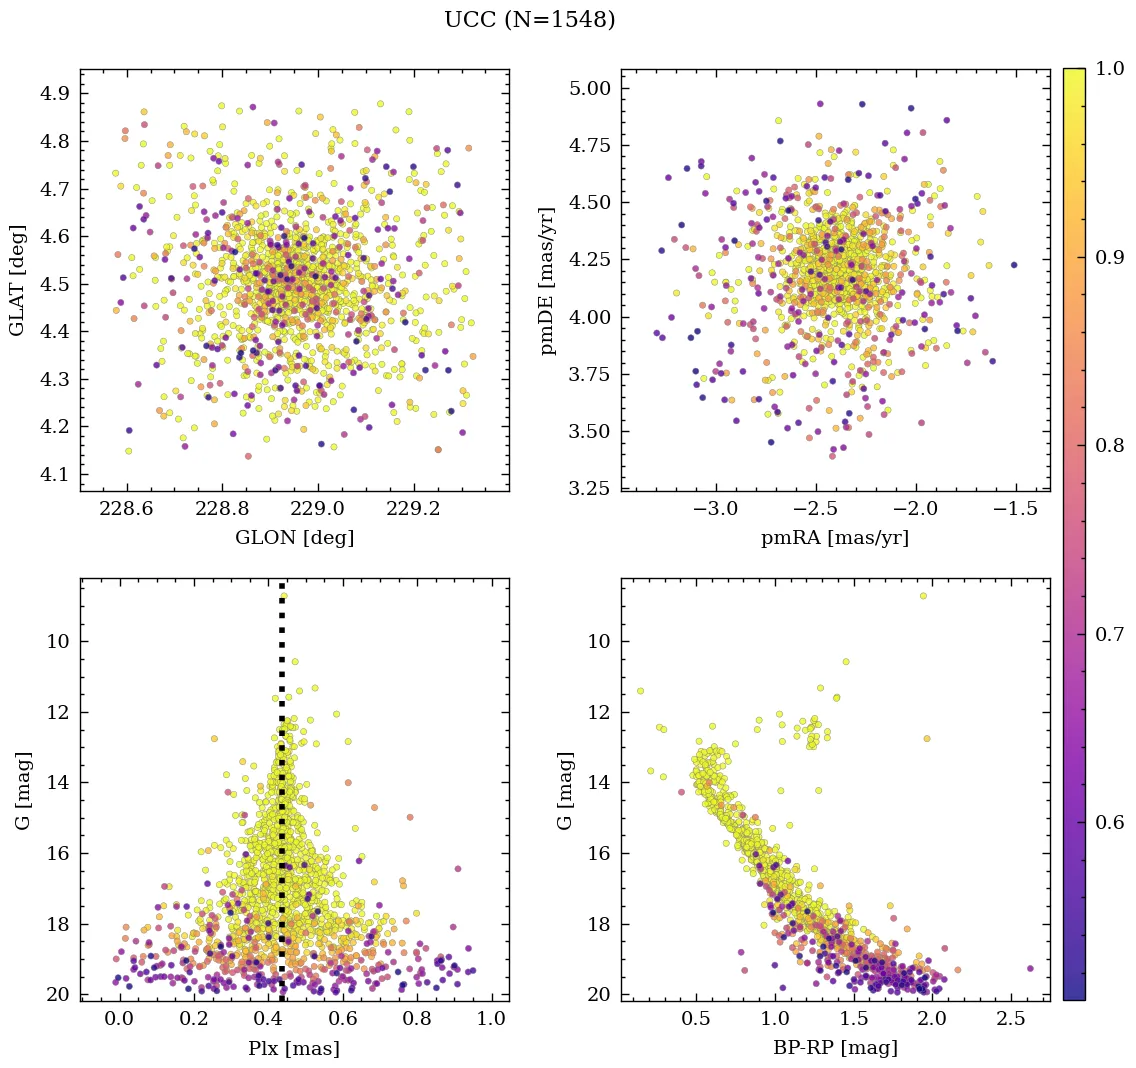 UCC (N=1548)
4.9
4.8
4.7
4.6
4.5
4.4
4.3
4.2
4.1
GLAT [deg]
228.6 228.8 229.0 229.2
GLON [deg]
5.00
4.75
4.50
4.25
4.00
3.75
3.50
3.25
pmDE [mas/yr]
−3.0 −2.5 −2.0 −1.5
pmRA [mas/yr]
1.0
0.9
0.8
0.7
0.6
10
12
14
16
18
20
G [mag]
0.0 0.2 0.4 0.6 0.8 1.0
Plx [mas]
10
12
14
16
18
20
G [mag]
0.5 1.0 1.5 2.0 2.5
BP-RP [mag]